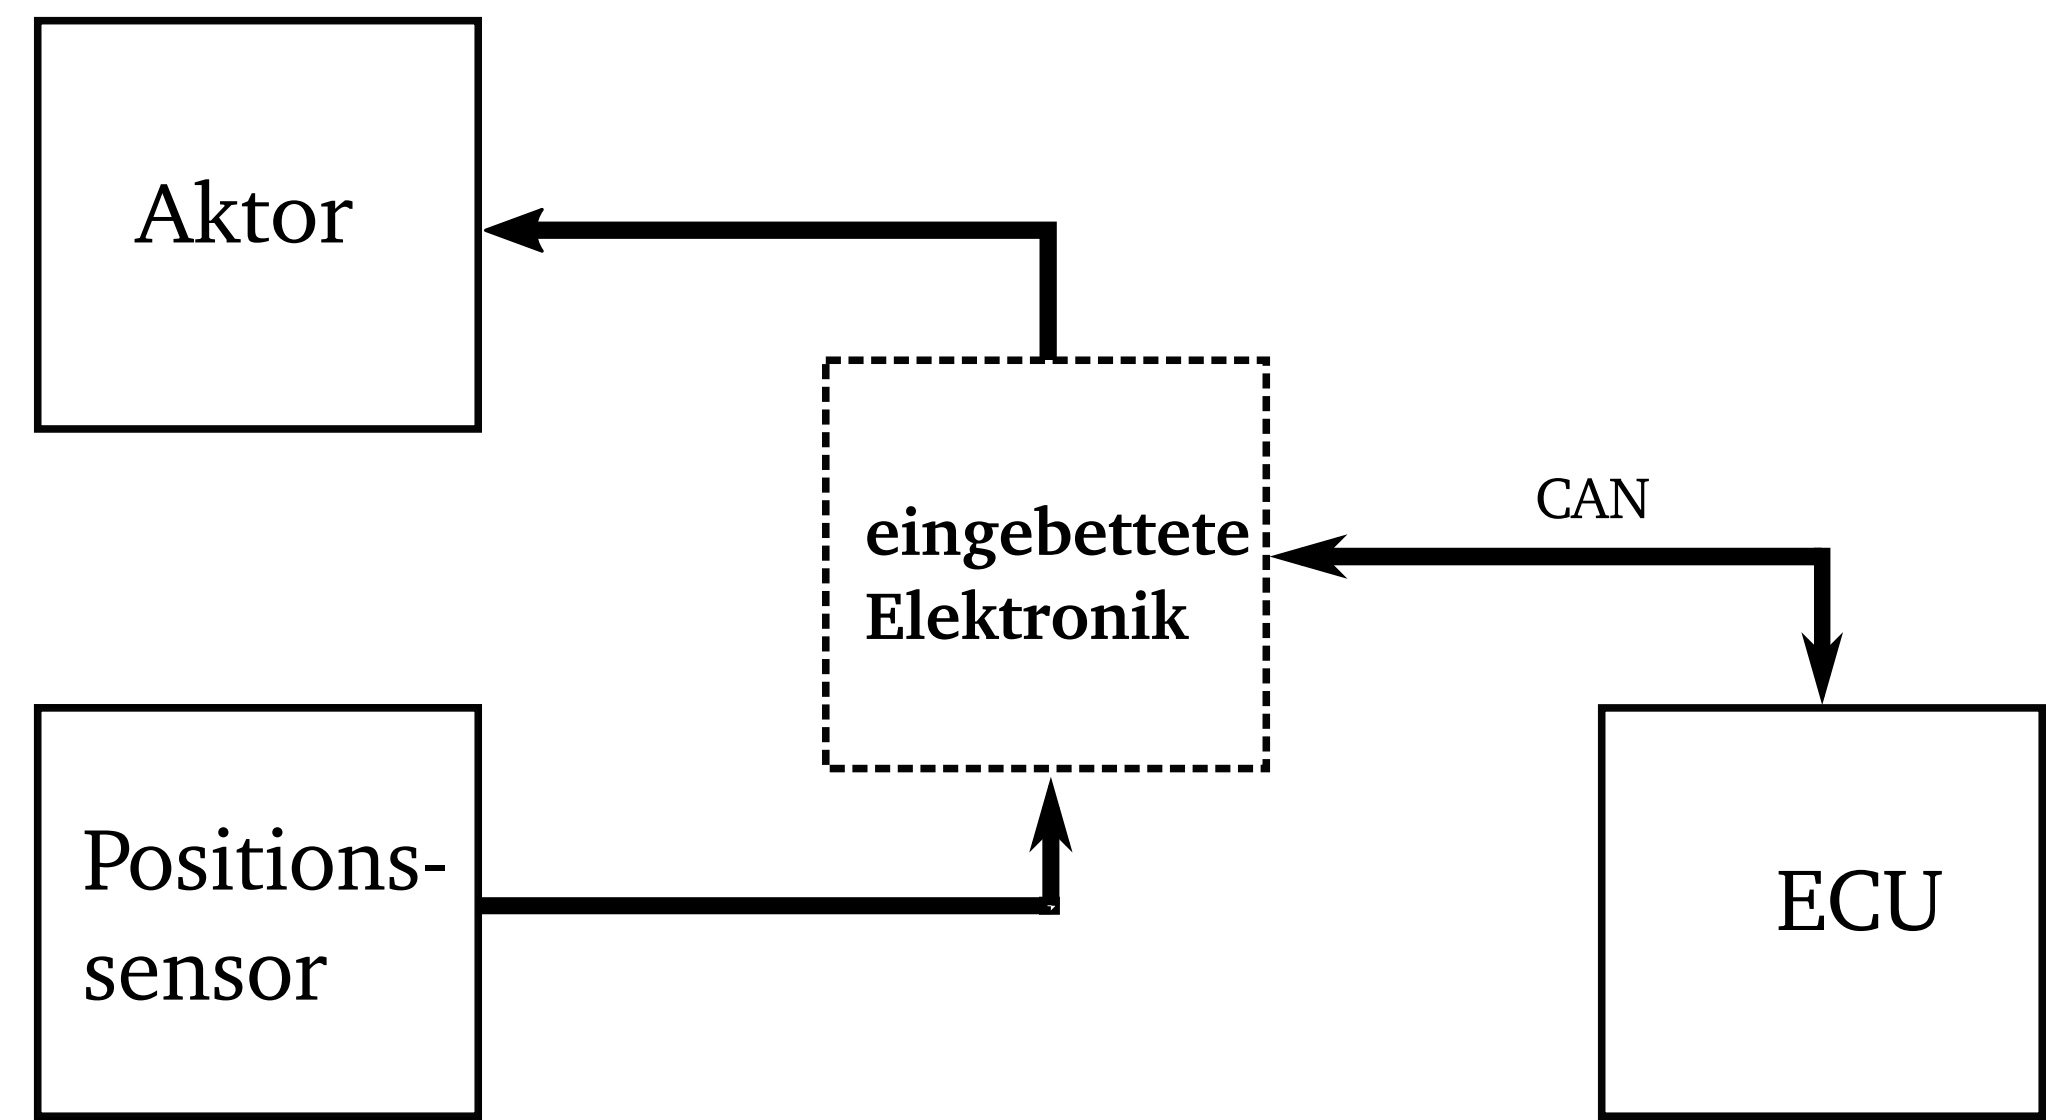 Aktor
eingebettete
Elektronik
CAN
Positions-
sensor
ECU